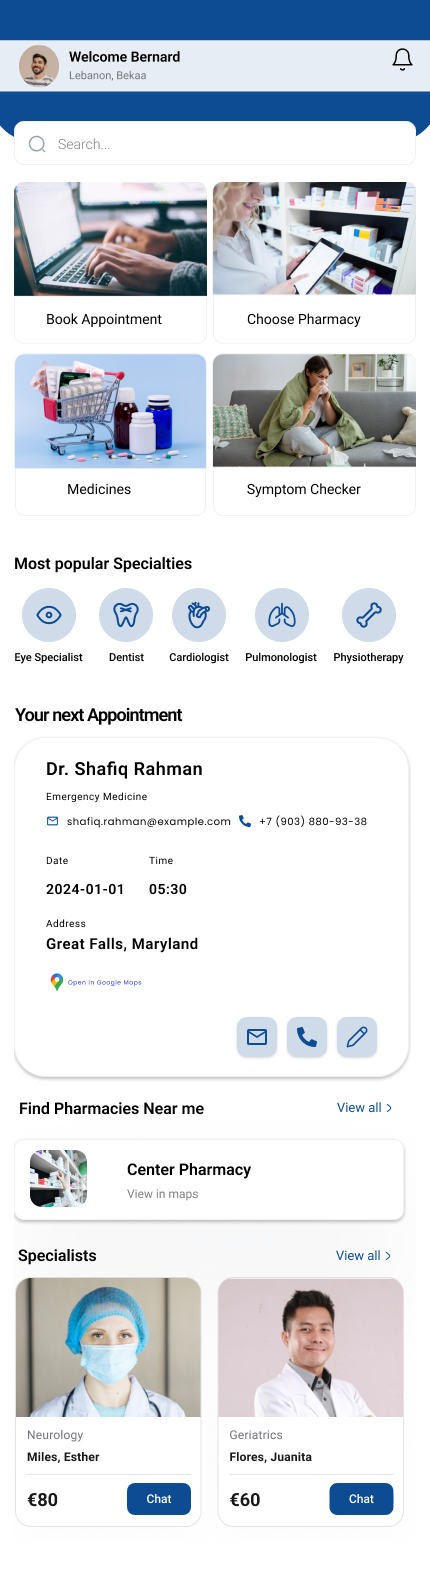 Welcome Bernard
Lebanon, Bekaa
Search...
Book Appointment
Choose Pharmacy
Medicines
Symptom Checker
Most popular Specialties
Eye Specialist Dentist Cardiologist Pulmonologist Physiotherapy
Your next Appointment
Dr. Shafiq Rahman
Emergency Medicine
shafiq.rahman@example.com +7 (903) 880-93-38
Date Time
2024-01-01 05:30
Address
Great Falls, Maryland
Open in Google Maps
Find Pharmacies Near me View all
Center Pharmacy
View in maps
Specialists View all
Neurology
Miles, Esther
€80 Chat
Geriatrics
Flores, Juanita
€60 Chat